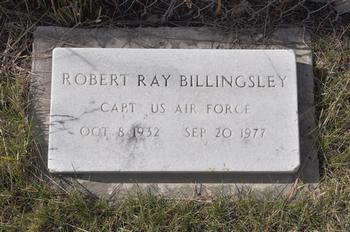 ROBERT RAY BILLINGSLEY
CAPT US AIR FORCE
OCT 8 1932 SEP 20 1977